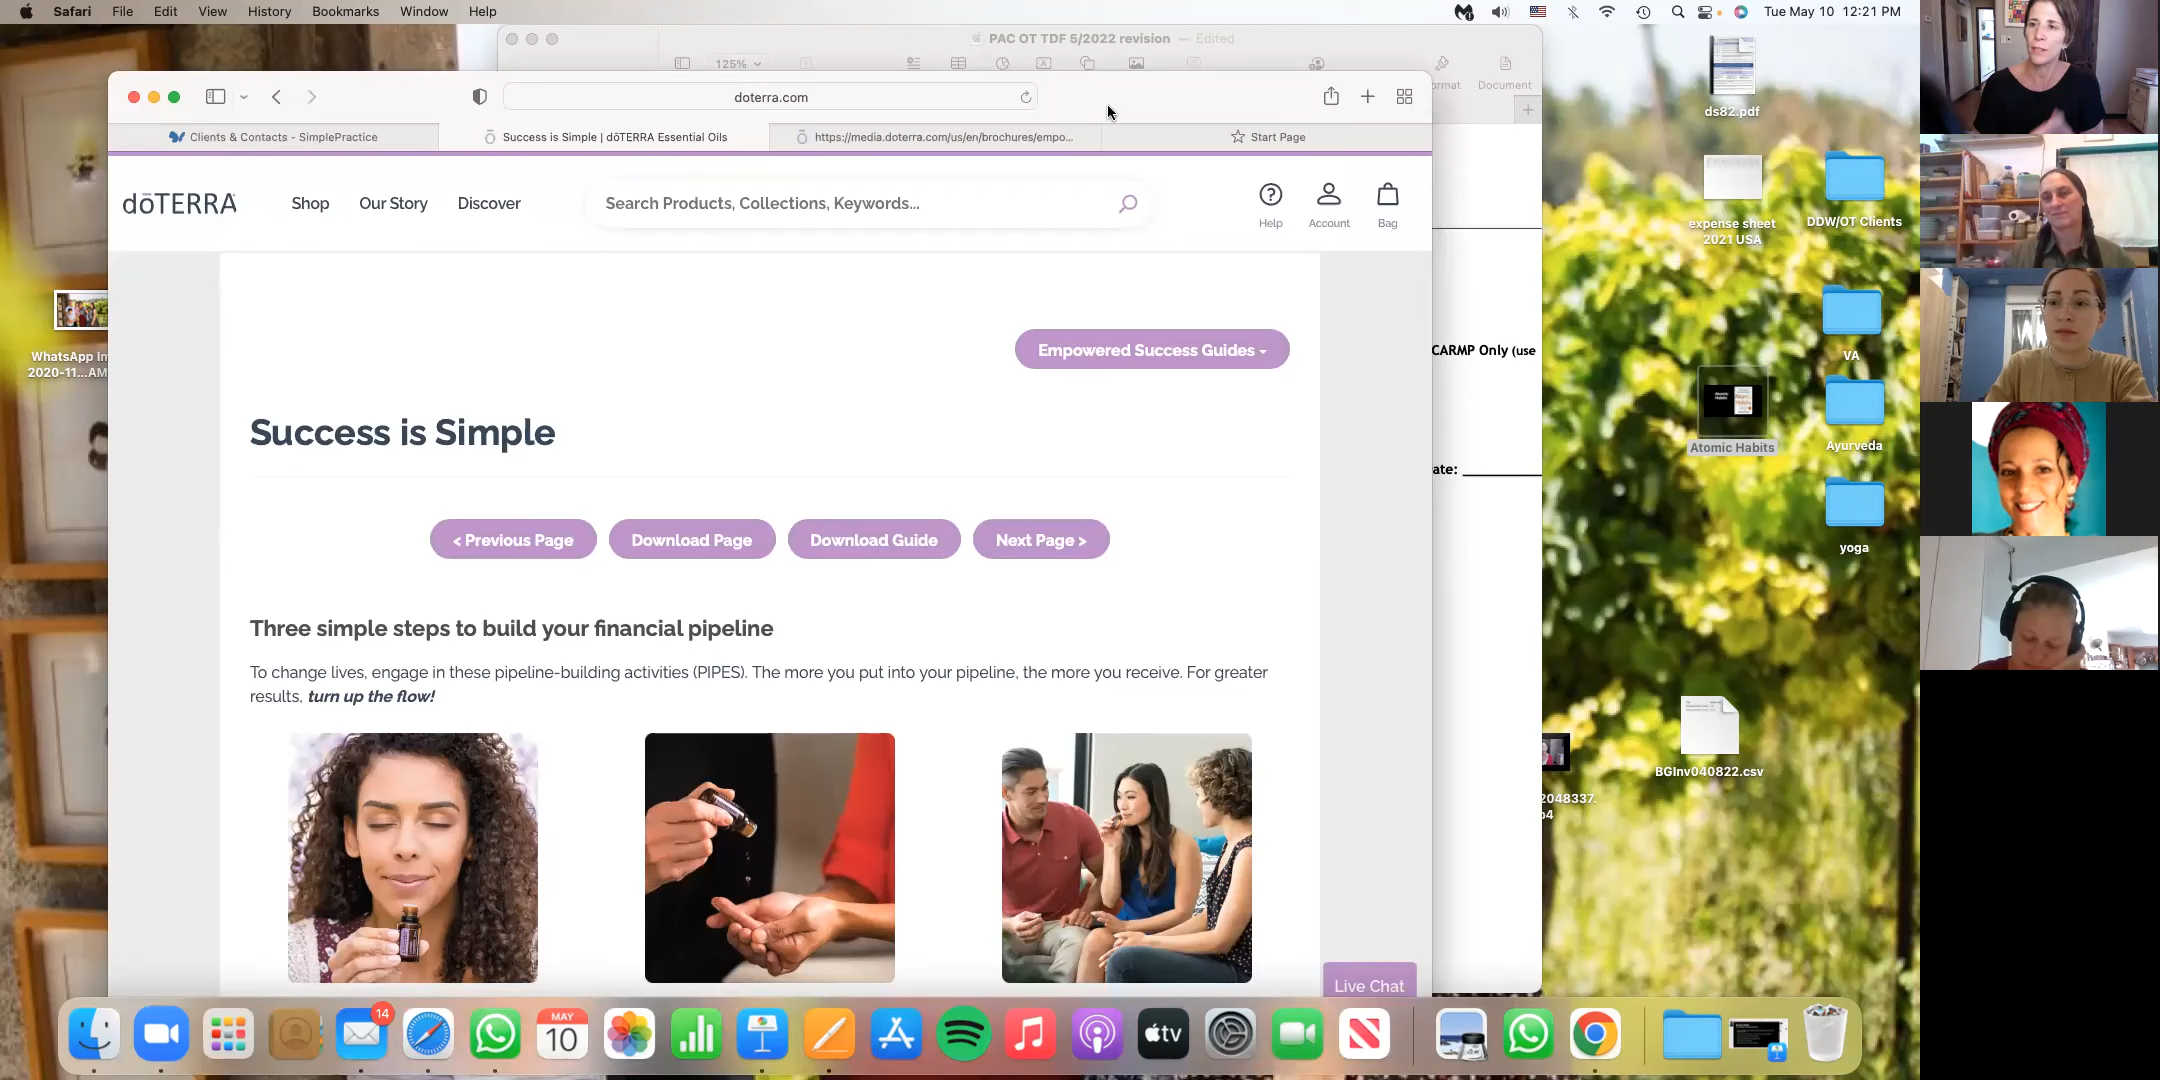 Safari File Edit View History Bookmarks Window Help
Tue May 10 12:21 PM
PAC OT TDF 5/2022 revision — Edited
125%
Document
doterra.com
Clients & Contacts - SimplePractice
Success is Simple | dōTERRA Essential Oils
https://media.doterra.com/us/en/brochures/empo...
Start Page
dōTERRA
Shop Our Story Discover
Search Products, Collections, Keywords...
Help
Account
Bag
Empowered Success Guides
Success is Simple
< Previous Page
Download Page
Download Guide
Next Page >
Three simple steps to build your financial pipeline
To change lives, engage in these pipeline-building activities (PIPES). The more you put into your pipeline, the more you receive. For greater
results, turn up the flow!
Live Chat
CARMP Only (use
ate:
WhatsApp Im
2020-11...AM
ds82.pdf
expense sheet
2021 USA
DDW/OT Clients
VA
Atomic Habits
Ayurveda
yoga
BGInv040822.csv
2048337.
p4
14
MAY
10
tv